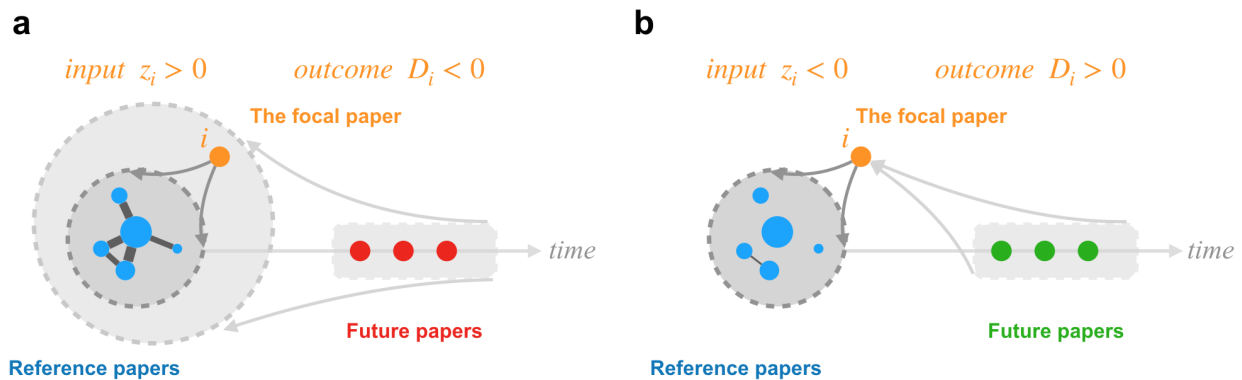 a
input z_i > 0
outcome D_i < 0
The focal paper
i
time
Future papers
Reference papers
b
input z_i < 0
outcome D_i > 0
The focal paper
i
time
Future papers
Reference papers